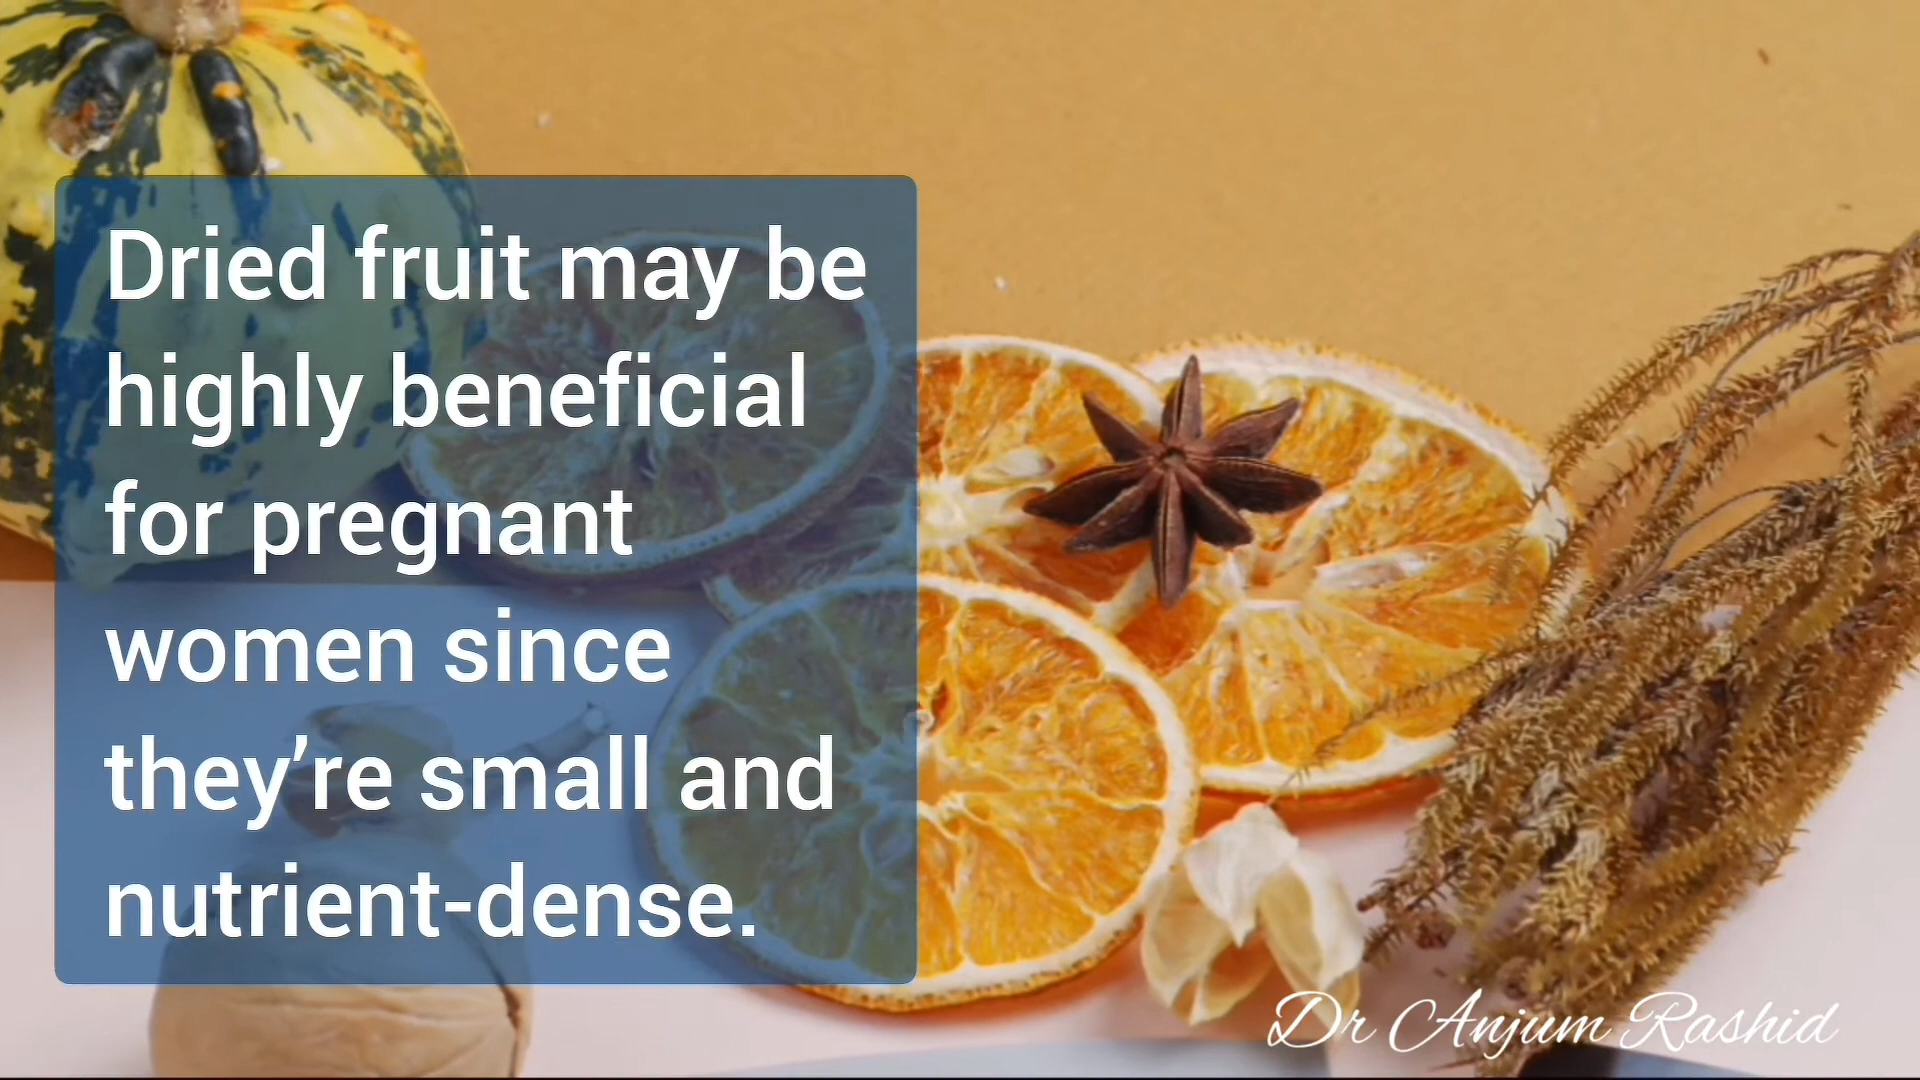 Dried fruit may be
highly beneficial
for pregnant
women since
they’re small and
nutrient-dense.
Dr Anjum Rashid